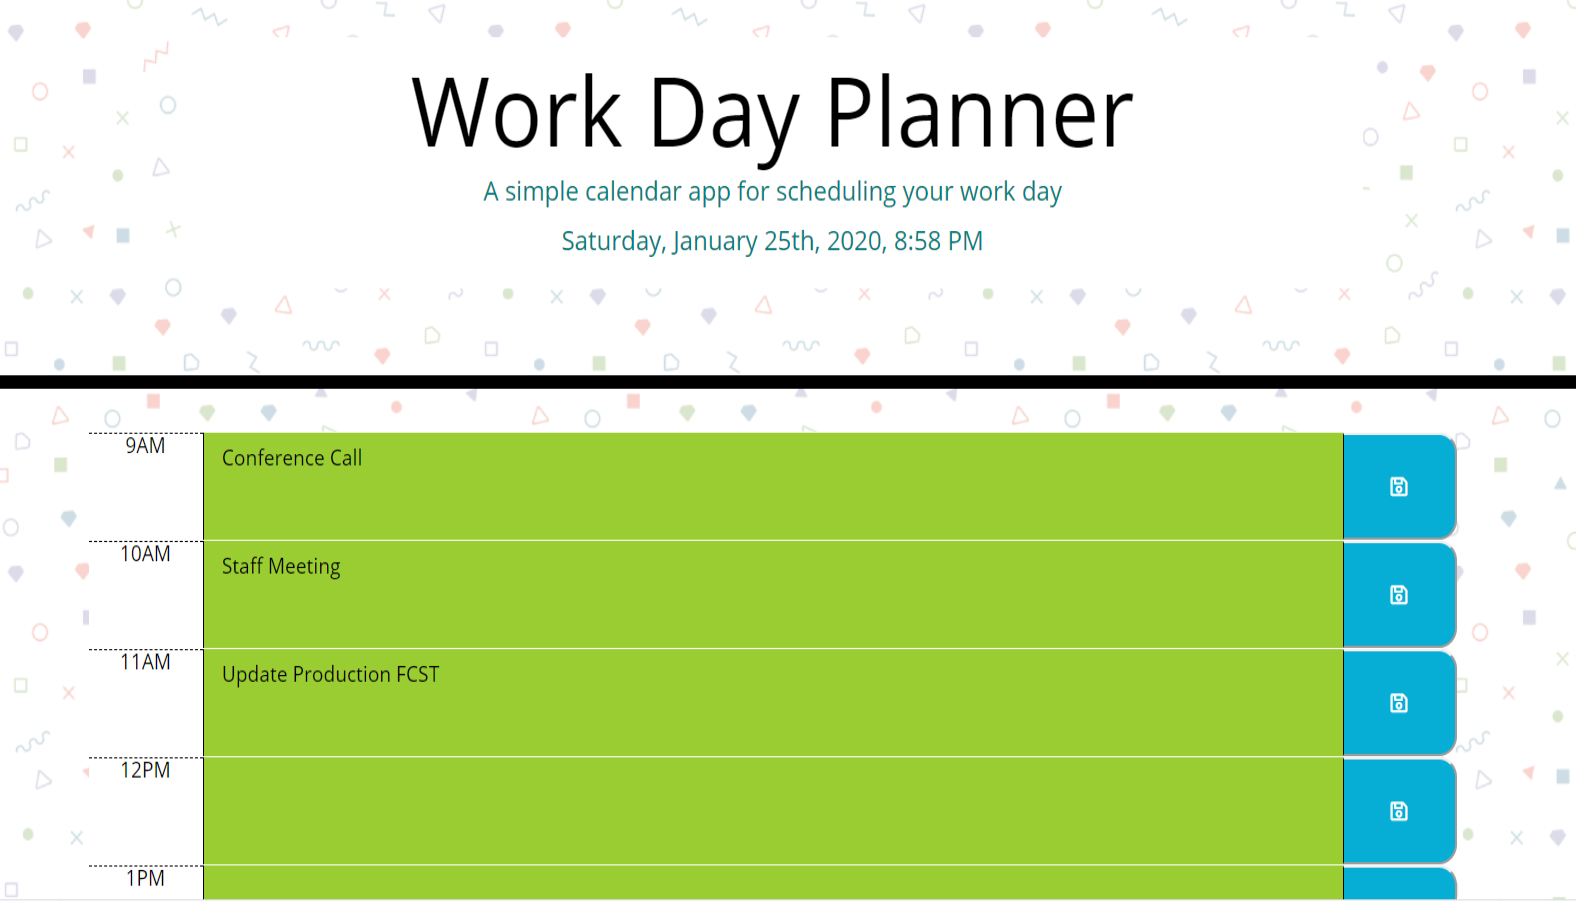 Work Day Planner
A simple calendar app for scheduling your work day
Saturday, January 25th, 2020, 8:58 PM
9AM
Conference Call
10AM
Staff Meeting
11AM
Update Production FCST
12PM
1PM